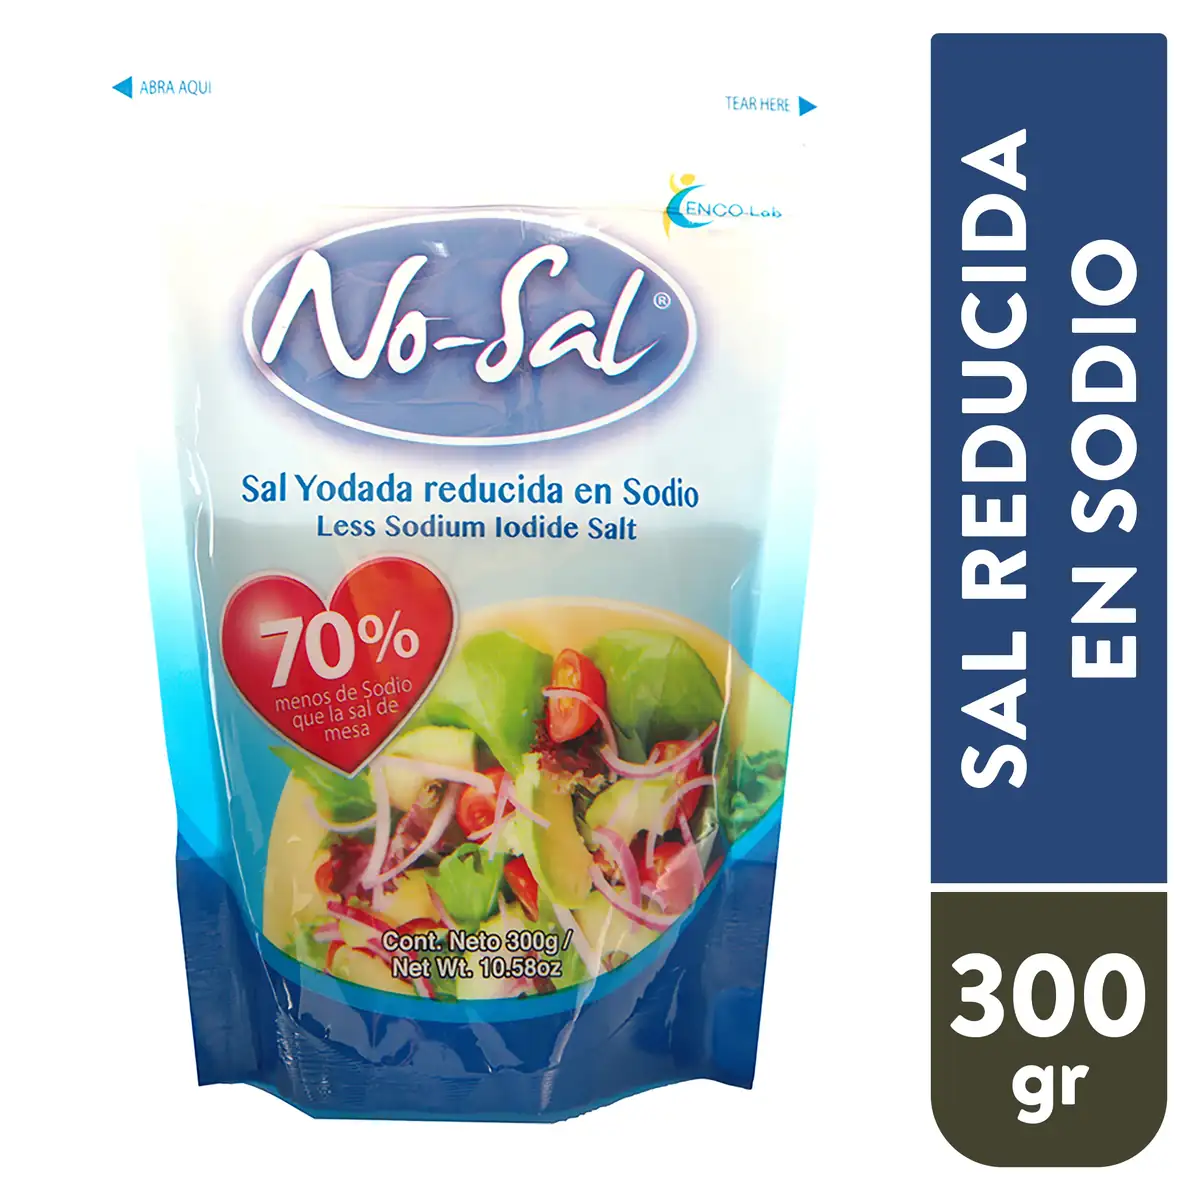 ABRA AQUI
TEAR HERE
ENCO-Lab
No-Sal®
Sal Yodada reducida en Sodio
Less Sodium Iodide Salt
70%
menos de Sodio
que la sal de
mesa
Cont. Neto 300g /
Net Wt. 10.58oz
SAL REDUCIDA
EN SODIO
300
gr